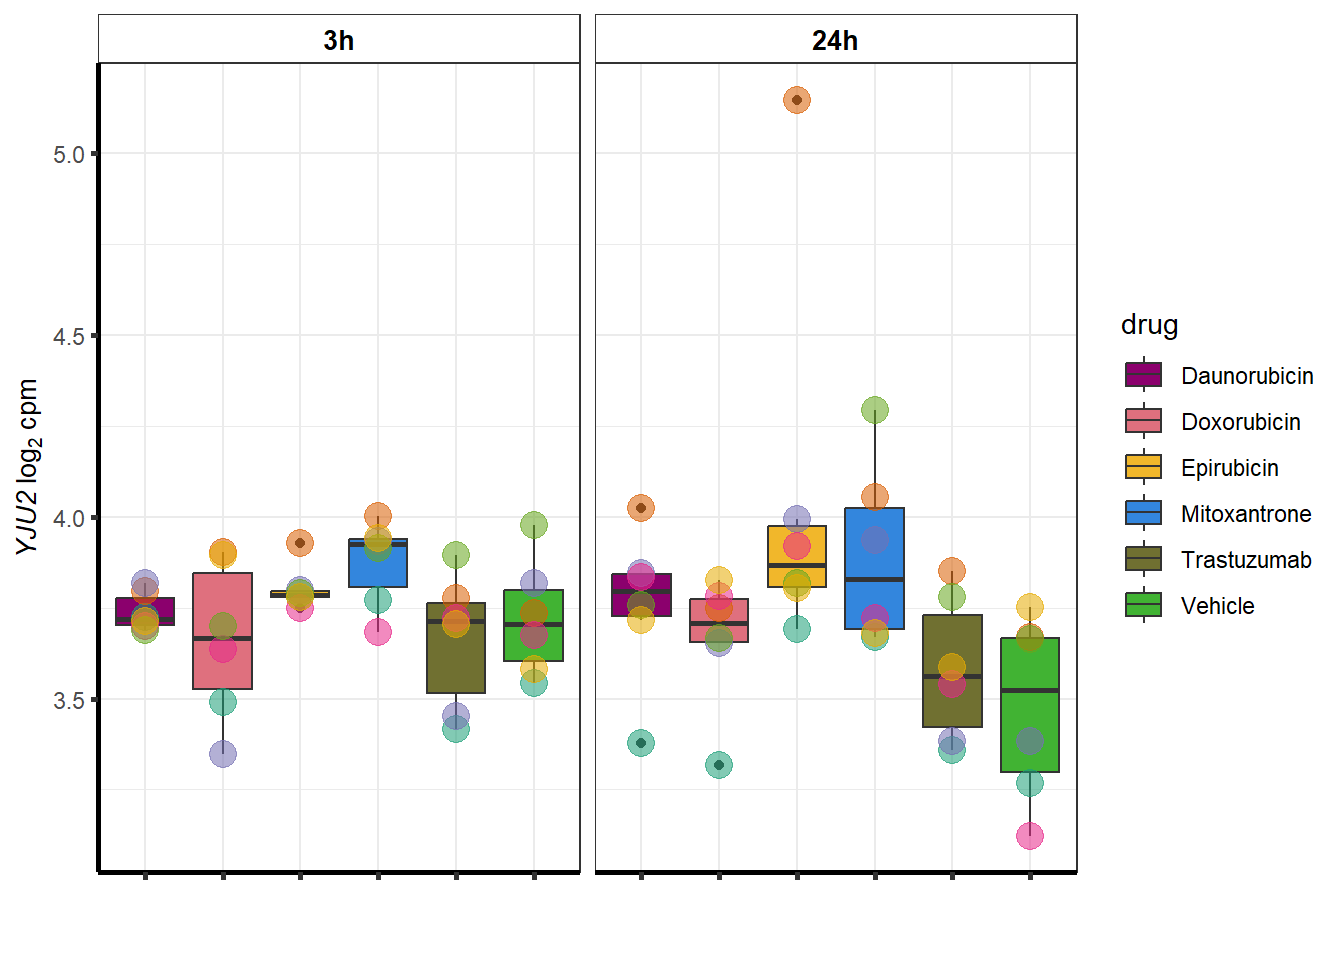 3h
24h
5.0
4.5
4.0
3.5
YJU2 log₂ cpm
drug
Daunorubicin
Doxorubicin
Epirubicin
Mitoxantrone
Trastuzumab
Vehicle